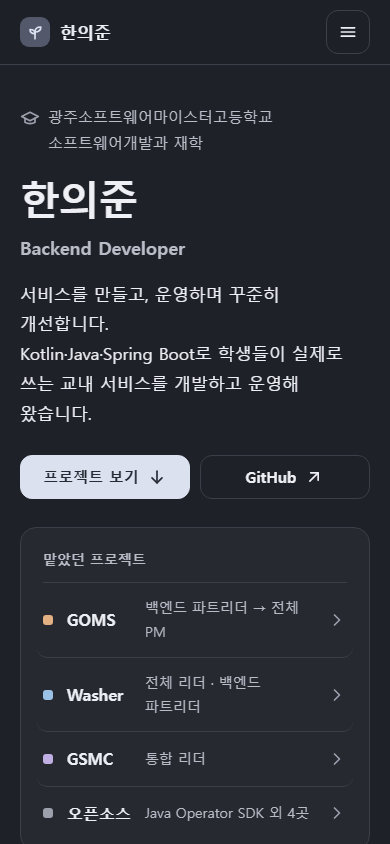 한의준
광주소프트웨어마이스터고등학교
소프트웨어개발과 재학
한의준
Backend Developer
서비스를 만들고, 운영하며 꾸준히
개선합니다.
Kotlin·Java·Spring Boot로 학생들이 실제로
쓰는 교내 서비스를 개발하고 운영해
왔습니다.
프로젝트 보기 ↓
GitHub ↗
맡았던 프로젝트
GOMS 백엔드 파트리더 → 전체
PM
Washer 전체 리더 · 백엔드
파트리더
GSMC 통합 리더
오픈소스 Java Operator SDK 외 4곳